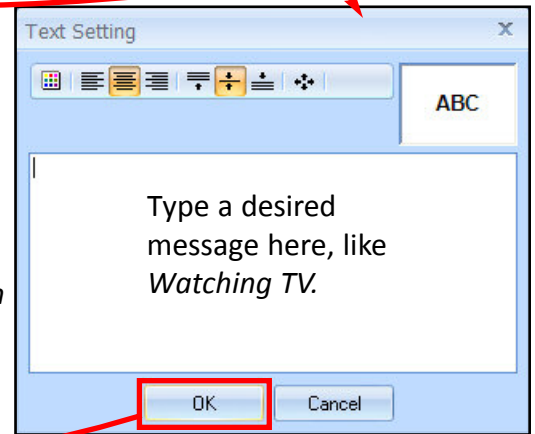 Text Setting x
ABC
Type a desired
message here, like
Watching TV.
OK Cancel